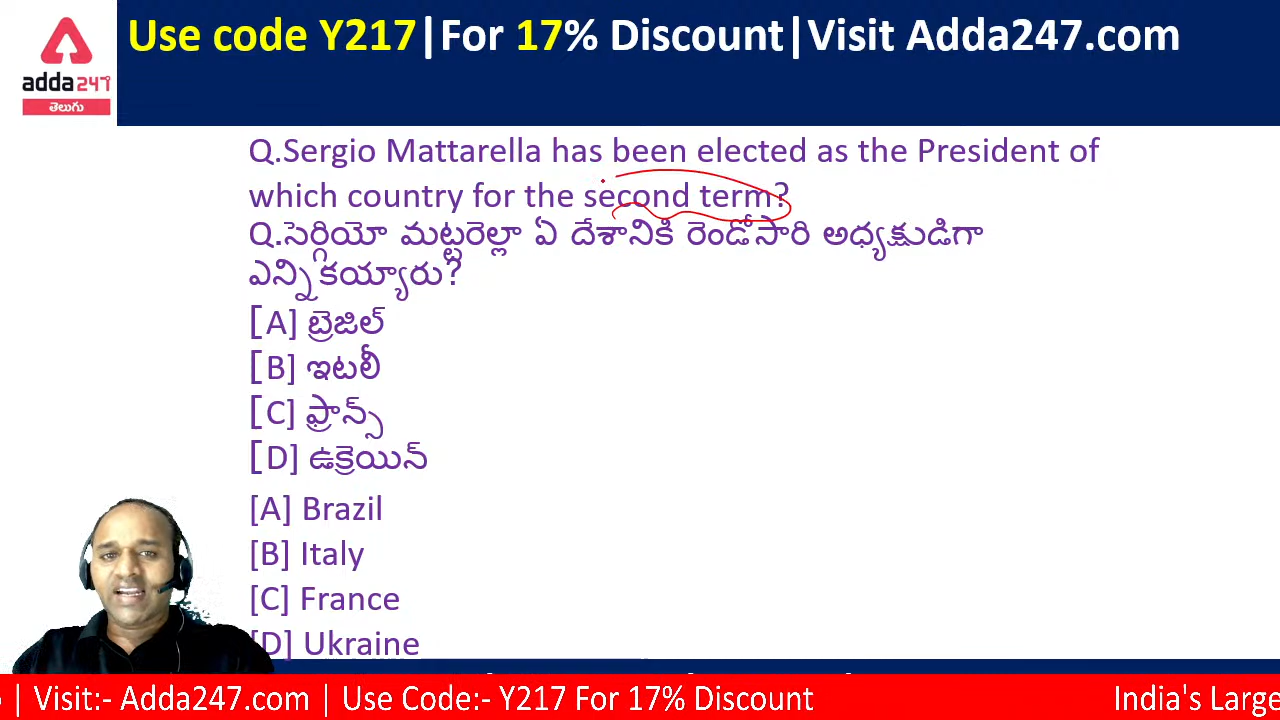 Use code Y217|For 17% Discount|Visit Adda247.com
adda247
తెలుగు
Q.Sergio Mattarella has been elected as the President of
which country for the second term?
Q.సెర్గియో మట్టరెల్లా ఏ దేశానికి రెండోసారి అధ్యక్షుడిగా
ఎన్నికయ్యారు?
[A] బ్రెజిల్
[B] ఇటలీ
[C] ఫ్రాన్స్
[D] ఉక్రెయిన్
[A] Brazil
[B] Italy
[C] France
[D] Ukraine
| Visit:- Adda247.com | Use Code:- Y217 For 17% Discount
India's Large